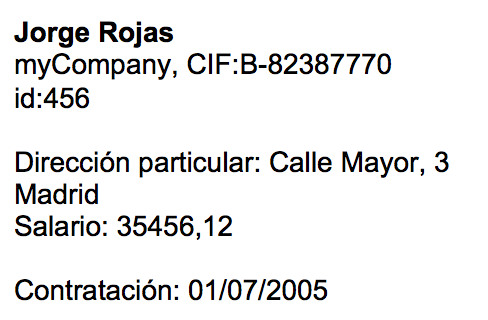 Jorge Rojas
myCompany, CIF:B-82387770
id:456
Dirección particular: Calle Mayor, 3
Madrid
Salario: 35456,12
Contratación: 01/07/2005